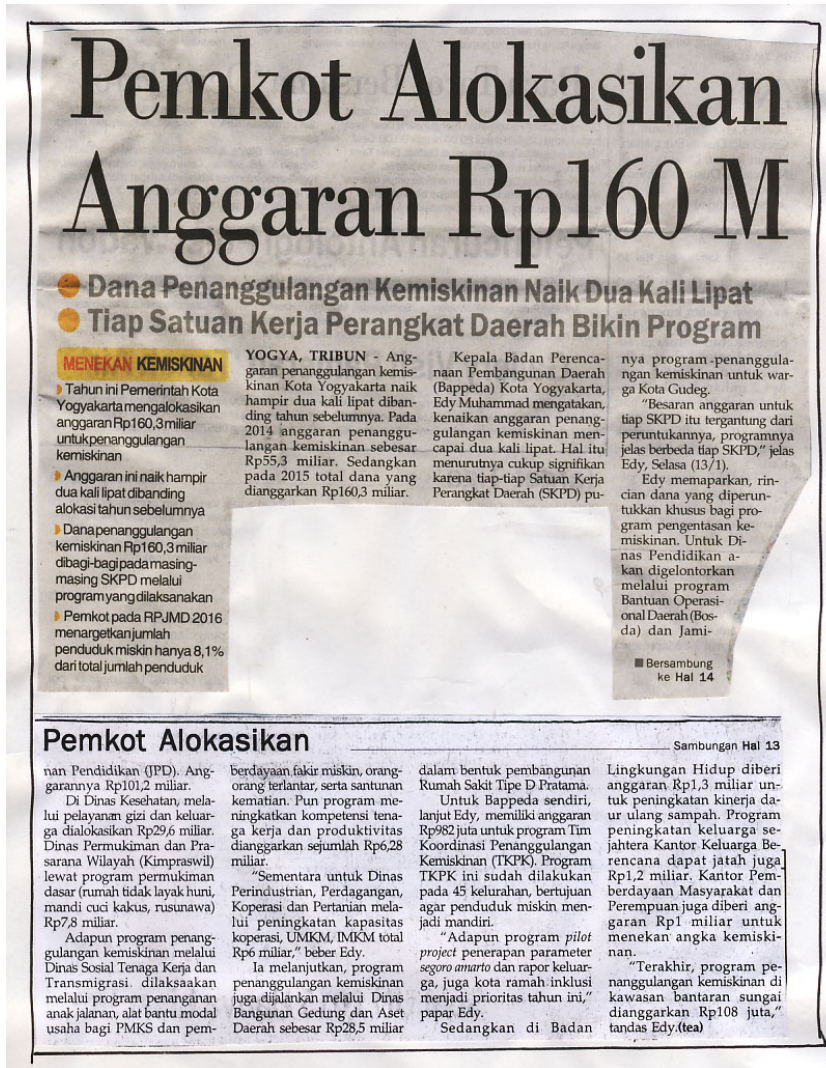 Pemkot Alokasikan
Anggaran Rp160 M
Dana Penanggulangan Kemiskinan Naik Dua Kali Lipat
Tiap Satuan Kerja Perangkat Daerah Bikin Program
MENEKAN KEMISKINAN
Tahun ini Pemerintah Kota
Yogyakarta mengalokasikan
anggaran Rp160,3 miliar
untuk penanggulangan
kemiskinan
Anggaran ini naik hampir
dua kali lipat dibanding
alokasi tahun sebelumnya
Dana penanggulangan
kemiskinan Rp160,3 miliar
dibagi-bagi pada masing-
masing SKPD melalui
program yang dilaksanakan
Pemkot pada RPJMD 2016
menargetkan jumlah
penduduk miskin hanya 8,1%
dari total jumlah penduduk
YOGYA, TRIBUN - Ang-
garan penanggulangan kemis-
kinan Kota Yogyakarta naik
hampir dua kali lipat diban-
ding tahun sebelumnya. Pada
2014 anggaran penanggu-
langan kemiskinan sebesar
Rp55,3 miliar. Sedangkan
pada 2015 total dana yang
dianggarkan Rp160,3 miliar.
Kepala Badan Perenca-
naan Pembangunan Daerah
(Bappeda) Kota Yogyakarta,
Edy Muhammad mengatakan,
kenaikan anggaran penang-
gulangan kemiskinan men-
capai dua kali lipat. Hal itu
menurutnya cukup signifikan
karena tiap-tiap Satuan Kerja
Perangkat Daerah (SKPD) pu-
nya program penanggula-
ngan kemiskinan untuk war-
ga Kota Gudeg.
"Besaran anggaran untuk
tiap SKPD itu tergantung dari
peruntukannya, programnya
jelas berbeda tiap SKPD," jelas
Edy, Selasa (13/1).
Edy memaparkan, rin-
cian dana yang diperun-
tukkan khusus bagi pro-
gram pengentasan ke-
miskinan. Untuk Di-
nas Pendidikan a-
kan digelontorkan
melalui program
Bantuan Operasi-
onal Daerah (Bos-
da) dan Jami-
Bersambung
ke Hal 14
Pemkot Alokasikan
Sambungan Hal 13
nan Pendidikan (JPD). Ang-
garannya Rp101,2 miliar.
Di Dinas Kesehatan, mela-
lui pelayanan gizi dan keluar-
ga dialokasikan Rp29,6 miliar.
Dinas Permukiman dan Pra-
sarana Wilayah (Kimpraswil)
lewat program permukiman
dasar (rumah tidak layak huni,
mandi cuci kakus, rusunawa)
Rp7,8 miliar.
Adapun program penang-
gulangan kemiskinan melalui
Dinas Sosial Tenaga Kerja dan
Transmigrasi dilaksaakan
melalui program penanganan
anak jalanan, alat bantu modal
usaha bagi PMKS dan pem-
berdayaan fakir miskin, orang-
orang terlantar, serta santunan
kematian. Pun program me-
ningkatkan kompetensi tena-
ga kerja dan produktivitas
dianggarkan sejumlah Rp6,28
miliar.
"Sementara untuk Dinas
Perindustrian, Perdagangan,
Koperasi dan Pertanian mela-
lui peningkatan kapasitas
koperasi, UMKM, IMKM total
Rp6 miliar," beber Edy.
Ia melanjutkan, program
penanggulangan kemiskinan
juga dijalankan melalui Dinas
Bangunan Gedung dan Aset
Daerah sebesar Rp28,5 miliar
dalam bentuk pembangunan
Rumah Sakit Tipe D Pratama.
Untuk Bappeda sendiri,
lanjut Edy, memiliki anggaran
Rp982 juta untuk program Tim
Koordinasi Penanggulangan
Kemiskinan (TKPK). Program
TKPK ini sudah dilakukan
pada 45 kelurahan, bertujuan
agar penduduk miskin men-
jadi mandiri.
"Adapun program pilot
project penerapan parameter
segoro amarto dan rapor keluar-
ga, juga kota ramah inklusi
menjadi prioritas tahun ini,"
papar Edy.
Sedangkan di Badan
Lingkungan Hidup diberi
anggaran Rp1,3 miliar un-
tuk peningkatan kinerja da-
ur ulang sampah. Program
peningkatan keluarga se-
jahtera Kantor Keluarga Be-
rencana dapat jatah juga
Rp1,2 miliar. Kantor Pem-
berdayaan Masyarakat dan
Perempuan juga diberi ang-
garan Rp1 miliar untuk
menekan angka kemiski-
nan.
"Terakhir, program pe-
nanggulangan kemiskinan di
kawasan bantaran sungai
dianggarkan Rp108 juta,"
tandas Edy.(tea)